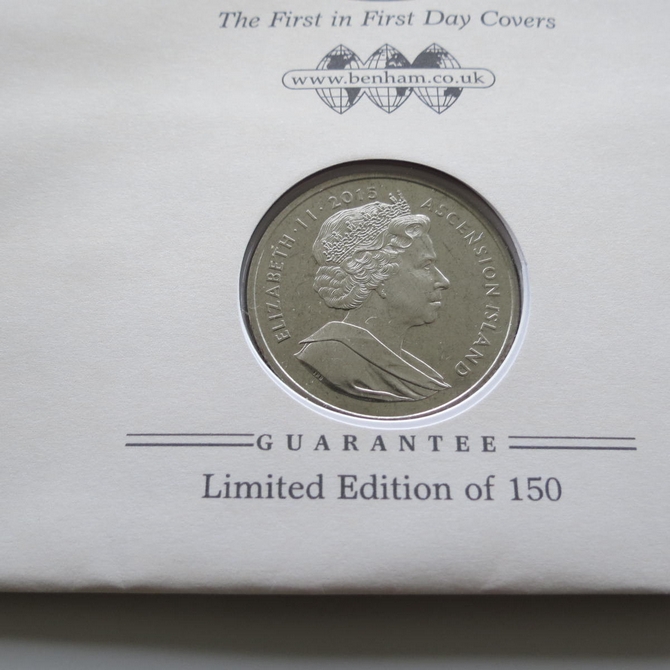 The First in First Day Covers
www.benham.co.uk
ELIZABETH·II·2015 ASCENSION ISLAND
GUARANTEE
Limited Edition of 150